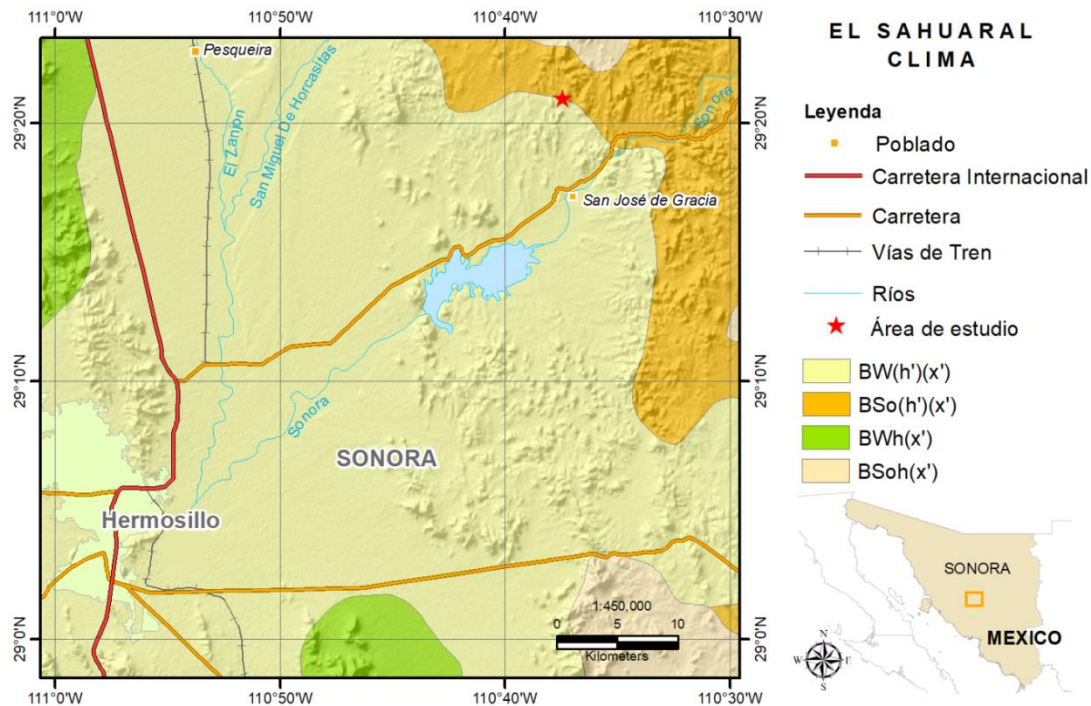 111°0'W
110°50'W
110°40'W
110°30'W
29°20'N
29°10'N
29°0'N
29°20'N
29°10'N
29°0'N
111°0'W
110°50'W
110°40'W
110°30'W
Pesqueira
El Zanjon
San Miguel De Horcasitas
Sonora
San José de Gracia
Sonora
SONORA
Hermosillo
1:450,000
0 5 10
Kilometers
EL SAHUARAL
CLIMA
Leyenda
Poblado
Carretera Internacional
Carretera
Vías de Tren
Ríos
Área de estudio
BW(h')(x')
BSo(h')(x')
BWh(x')
BSoh(x')
SONORA
MEXICO
N
W E
S